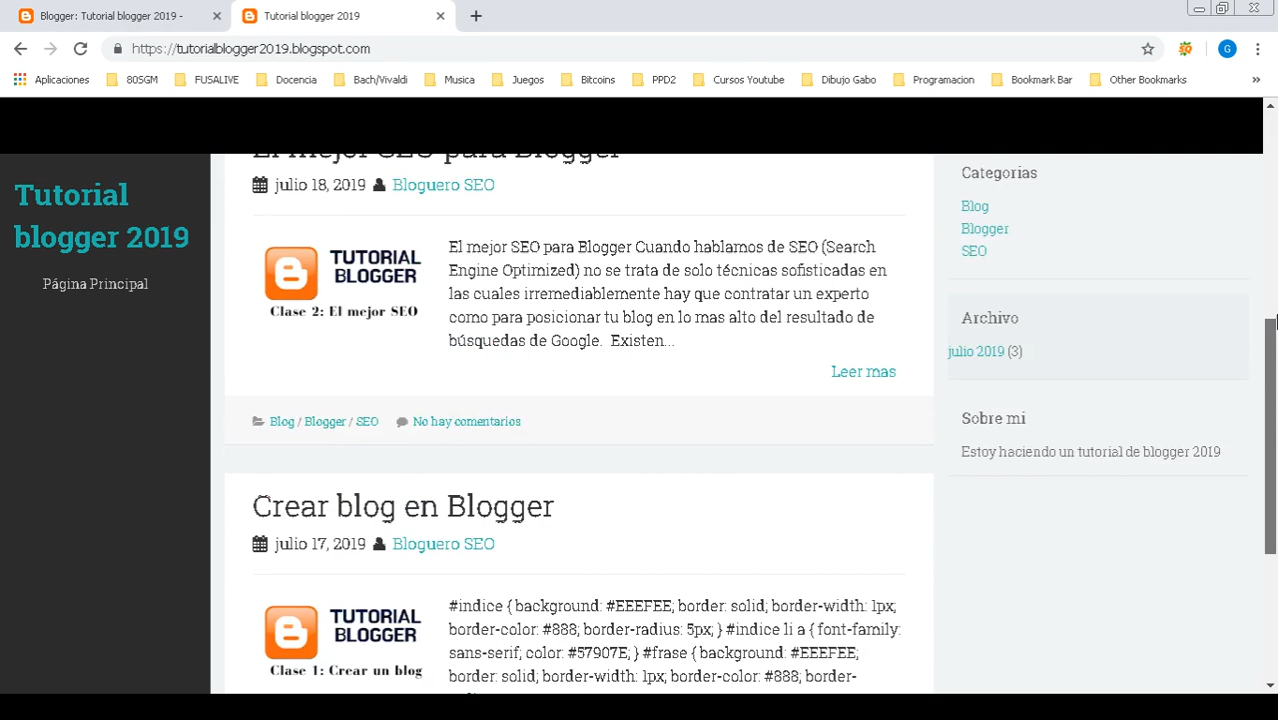 Blogger: Tutorial blogger 2019 -
Tutorial blogger 2019
https://tutorialblogger2019.blogspot.com
G
Aplicaciones
80SGM
FUSALIVE
Docencia
Bach/Vivaldi
Musica
Juegos
Bitcoins
PPD2
Cursos Youtube
Dibujo Gabo
Programacion
Bookmark Bar
Other Bookmarks
»
Tutorial
blogger 2019
Página Principal
El mejor SEO para Blogger
julio 18, 2019 Bloguero SEO
TUTORIAL
BLOGGER
Clase 2: El mejor SEO
El mejor SEO para Blogger Cuando hablamos de SEO (Search
Engine Optimized) no se trata de solo técnicas sofisticadas en
las cuales irremediablemente hay que contratar un experto
como para posicionar tu blog en lo mas alto del resultado de
búsquedas de Google. Existen...
Leer mas
Blog / Blogger / SEO No hay comentarios
Crear blog en Blogger
julio 17, 2019 Bloguero SEO
TUTORIAL
BLOGGER
Clase 1: Crear un blog
#indice { background: #EEEFEE; border: solid; border-width: 1px;
border-color: #888; border-radius: 5px; } #indice li a { font-family:
sans-serif; color: #57907E; } #frase { background: #EEEFEE;
border: solid; border-width: 1px; border-color: #888; border-
Categorias
Blog
Blogger
SEO
Archivo
julio 2019 (3)
Sobre mi
Estoy haciendo un tutorial de blogger 2019